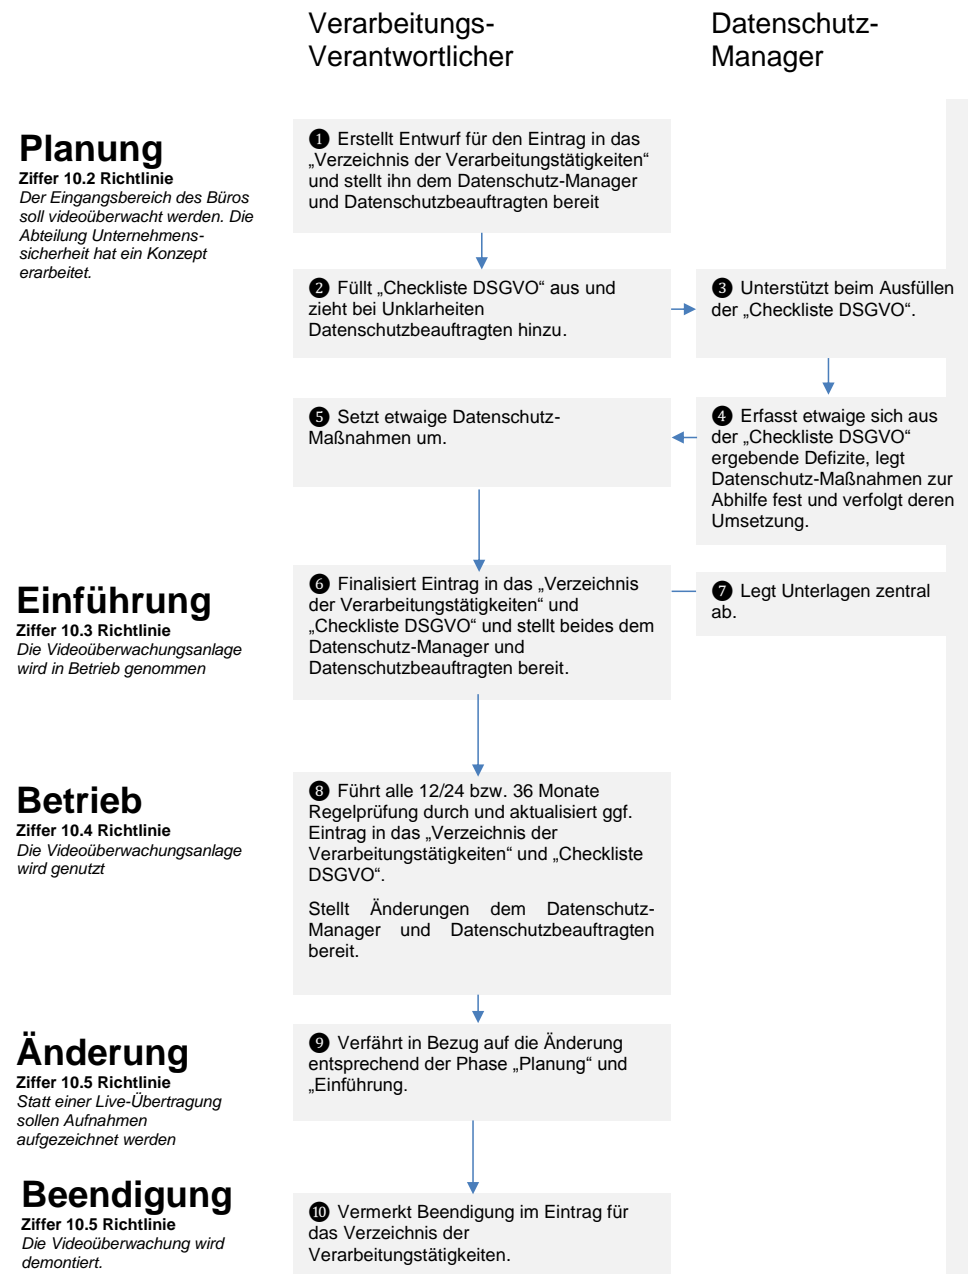 Verarbeitungs-
Verantwortlicher
Datenschutz-
Manager
Planung
Ziffer 10.2 Richtlinie
Der Eingangsbereich des Büros
soll videoüberwacht werden. Die
Abteilung Unternehmens-
sicherheit hat ein Konzept
erarbeitet.
❶ Erstellt Entwurf für den Eintrag in das
„Verzeichnis der Verarbeitungstätigkeiten“
und stellt ihn dem Datenschutz-Manager
und Datenschutzbeauftragten bereit
❷ Füllt „Checkliste DSGVO“ aus und
zieht bei Unklarheiten
Datenschutzbeauftragten hinzu.
❸ Unterstützt beim Ausfüllen
der „Checkliste DSGVO“.
❺ Setzt etwaige Datenschutz-
Maßnahmen um.
❹ Erfasst etwaige sich aus
der „Checkliste DSGVO“
ergebende Defizite, legt
Datenschutz-Maßnahmen zur
Abhilfe fest und verfolgt deren
Umsetzung.
Einführung
Ziffer 10.3 Richtlinie
Die Videoüberwachungsanlage
wird in Betrieb genommen
❻ Finalisiert Eintrag in das „Verzeichnis
der Verarbeitungstätigkeiten“ und
„Checkliste DSGVO“ und stellt beides dem
Datenschutz-Manager und
Datenschutzbeauftragten bereit.
❼ Legt Unterlagen zentral
ab.
Betrieb
Ziffer 10.4 Richtlinie
Die Videoüberwachungsanlage
wird genutzt
❽ Führt alle 12/24 bzw. 36 Monate
Regelprüfung durch und aktualisiert ggf.
Eintrag in das „Verzeichnis der
Verarbeitungstätigkeiten“ und „Checkliste
DSGVO“.
Stellt Änderungen dem Datenschutz-
Manager und Datenschutzbeauftragten
bereit.
Änderung
Ziffer 10.5 Richtlinie
Statt einer Live-Übertragung
sollen Aufnahmen
aufgezeichnet werden
❾ Verfährt in Bezug auf die Änderung
entsprechend der Phase „Planung“ und
„Einführung.
Beendigung
Ziffer 10.5 Richtlinie
Die Videoüberwachung wird
demontiert.
❿ Vermerkt Beendigung im Eintrag für
das Verzeichnis der
Verarbeitungstätigkeiten.